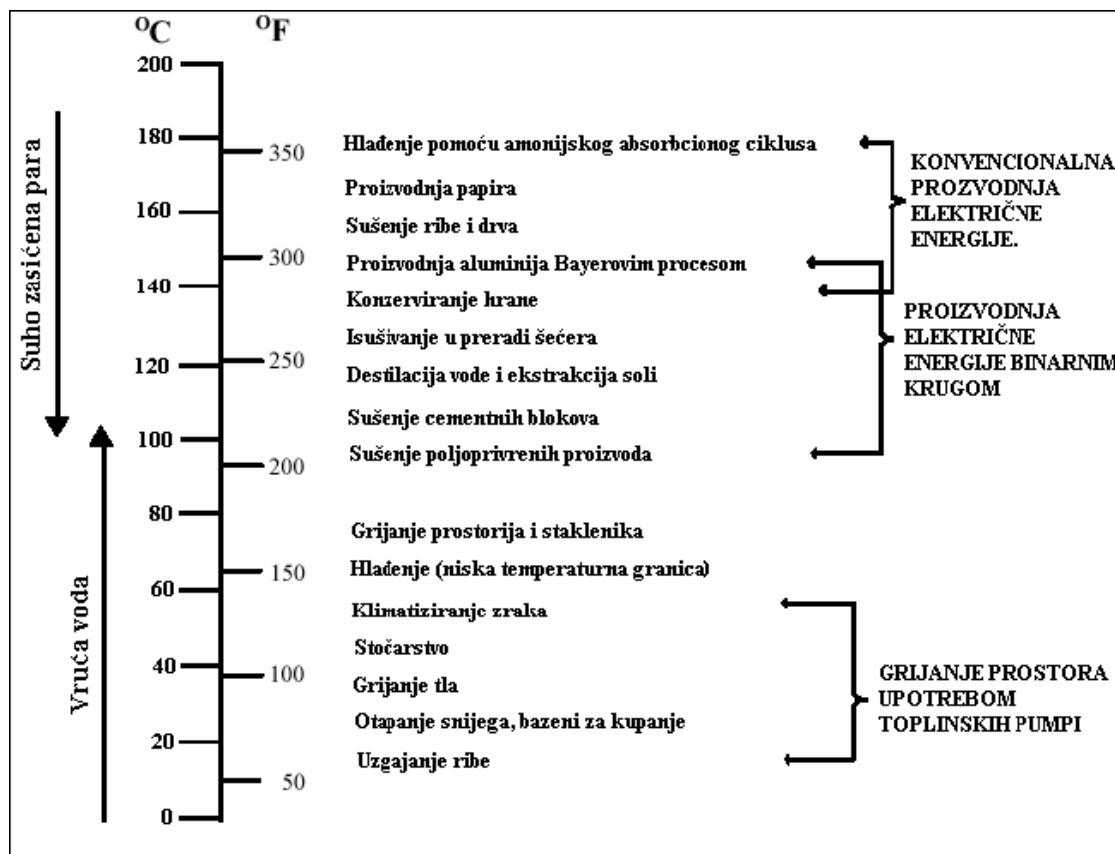 °C
°F
200
180
160
140
120
100
80
60
40
20
0
350
300
250
200
150
100
50
Suho zasićena para
Vruća voda
Hlađenje pomoću amonijskog absorbcionog ciklusa
Proizvodnja papira
Sušenje ribe i drva
Proizvodnja aluminija Bayerovim procesom
Konzerviranje hrane
Isušivanje u preradi šećera
Destilacija vode i ekstrakcija soli
Sušenje cementnih blokova
Sušenje poljoprivrenih proizvoda
Grijanje prostorija i staklenika
Hlađenje (niska temperaturna granica)
Klimatiziranje zraka
Stočarstvo
Grijanje tla
Otapanje snijega, bazeni za kupanje
Uzgajanje ribe
KONVENCIONALNA
PROZVODNJA
ELEKTRIČNE
ENERGIJE.
PROIZVODNJA
ELEKTRIČNE
ENERGIJE BINARNIM
KRUGOM
GRIJANJE PROSTORA
UPOTREBOM
TOPLINSKIH PUMPI